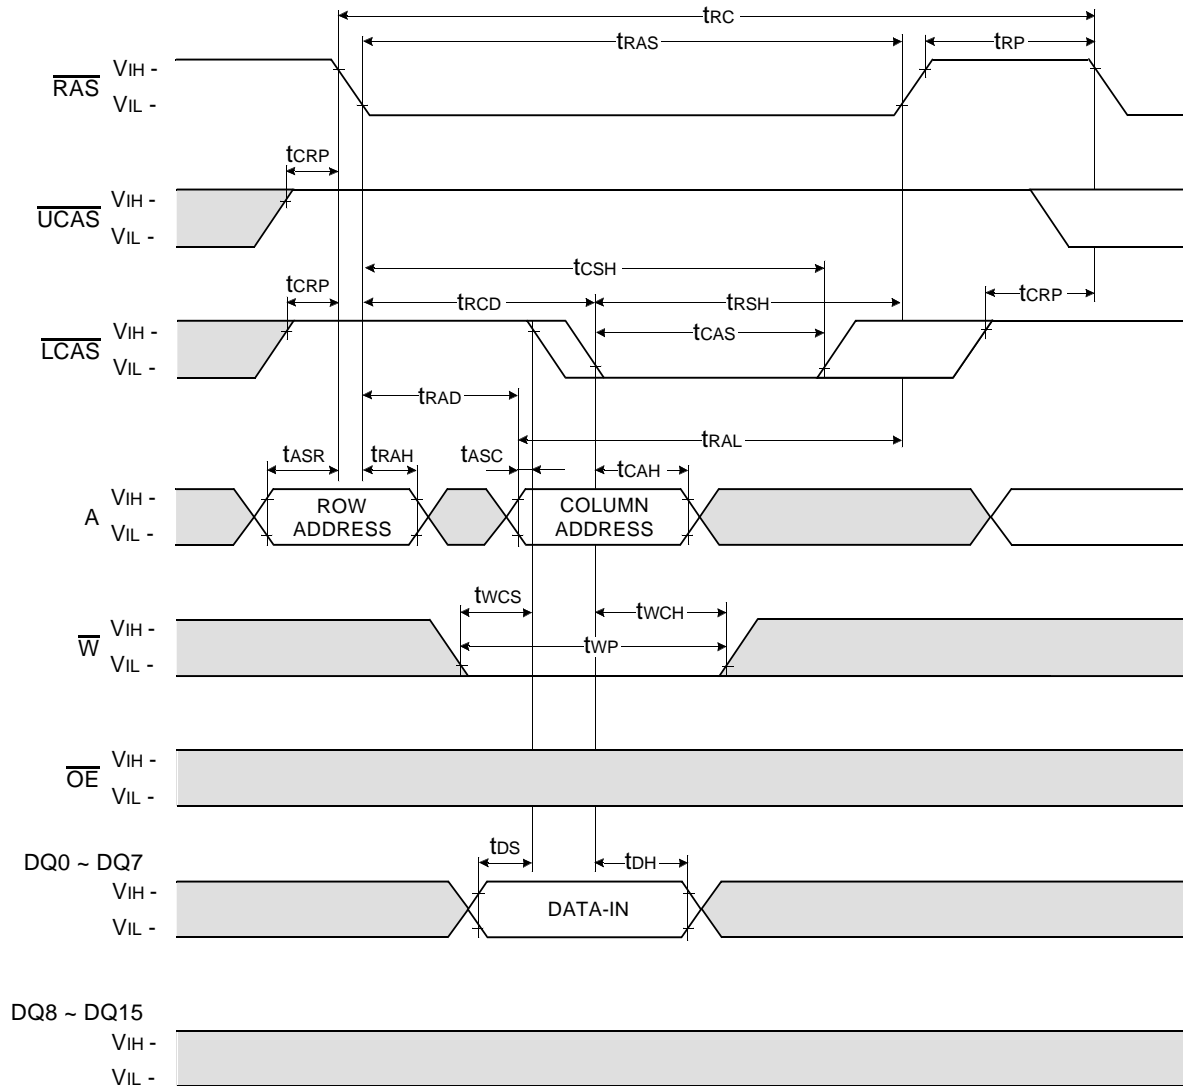 tRC
tRAS
tRP
RAS
VIH -
VIL -
tCRP
UCAS
VIH -
VIL -
tCSH
tCRP
tRCD
tRSH
tCRP
LCAS
VIH -
VIL -
tCAS
tRAD
tRAL
tASR
tRAH
tASC
tCAH
A
VIH -
VIL -
ROW
ADDRESS
COLUMN
ADDRESS
tWCS
tWCH
W
VIH -
VIL -
tWP
OE
VIH -
VIL -
DQ0 ~ DQ7
tDS
tDH
VIH -
VIL -
DATA-IN
DQ8 ~ DQ15
VIH -
VIL -